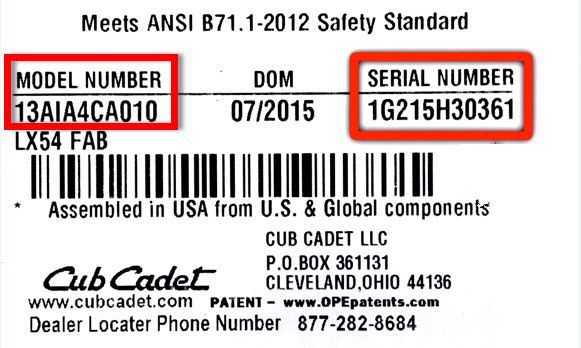 Meets ANSI B71.1-2012 Safety Standard
MODEL NUMBER DOM SERIAL NUMBER
13AIA4CA010 07/2015 1G215H30361
LX54 FAB
* Assembled in USA from U.S. & Global components
CUB CADET LLC
P.O.BOX 361131
Cub Cadet CLEVELAND,OHIO 44136
www.cubcadet.com PATENT - www.OPEpatents.com
Dealer Locater Phone Number 877-282-8684